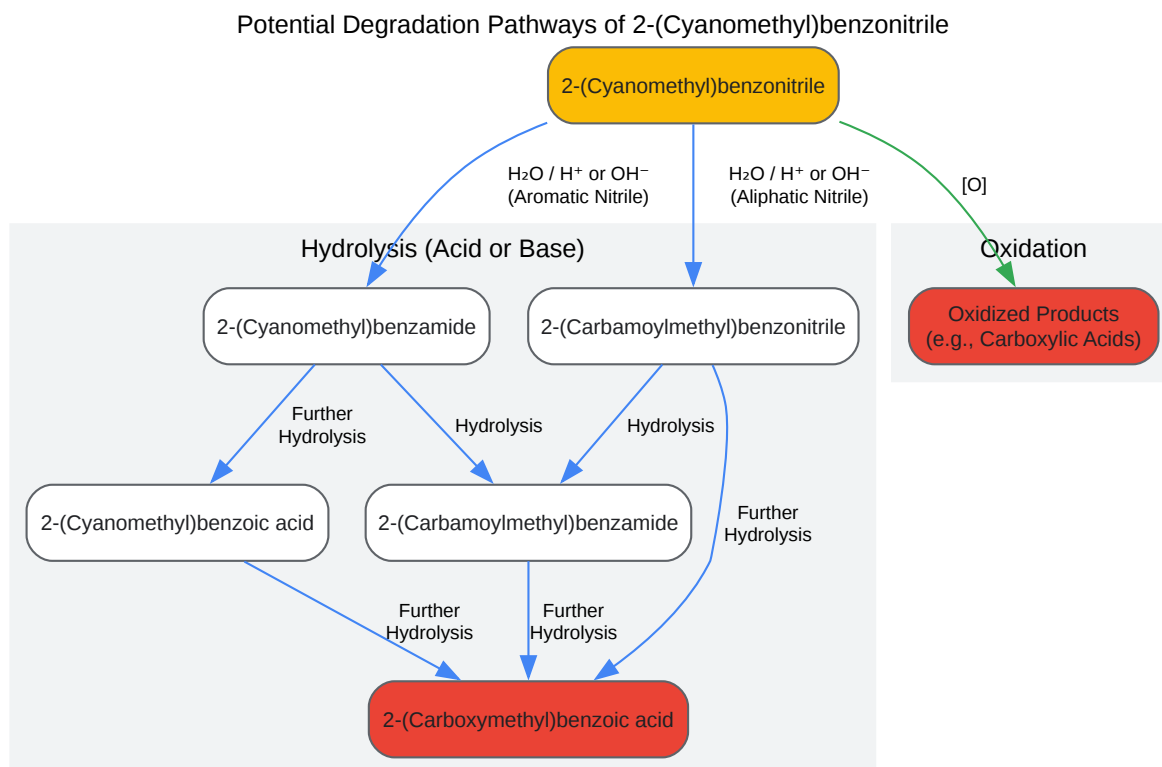 Potential Degradation Pathways of 2-(Cyanomethyl)benzonitrile
2-(Cyanomethyl)benzonitrile
H₂O / H⁺ or OH⁻
(Aromatic Nitrile)
H₂O / H⁺ or OH⁻
(Aliphatic Nitrile)
[O]
Hydrolysis (Acid or Base)
Oxidation
2-(Cyanomethyl)benzamide
2-(Carbamoylmethyl)benzonitrile
Oxidized Products
(e.g., Carboxylic Acids)
Further
Hydrolysis
Hydrolysis
Hydrolysis
2-(Cyanomethyl)benzoic acid
2-(Carbamoylmethyl)benzamide
Further
Hydrolysis
Further
Hydrolysis
Further
Hydrolysis
2-(Carboxymethyl)benzoic acid